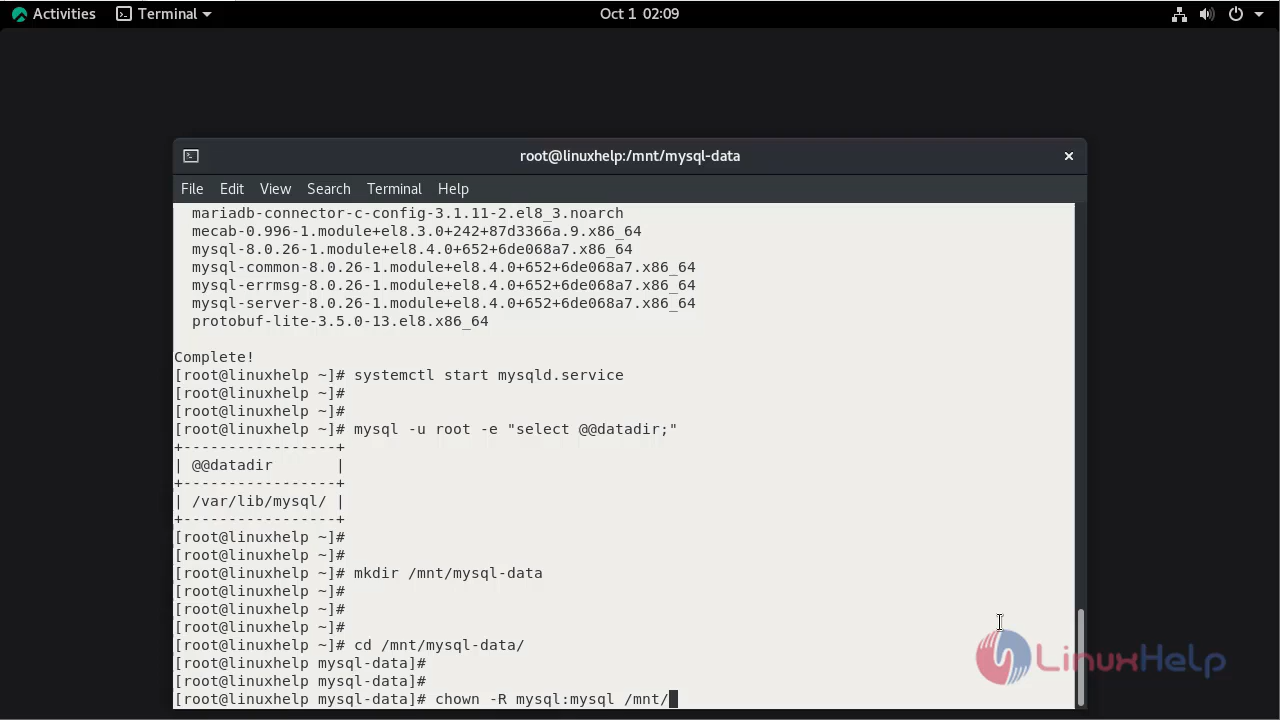 Activities Terminal Oct 1 02:09
root@linuxhelp:/mnt/mysql-data ×
File Edit View Search Terminal Help
mariadb-connector-c-config-3.1.11-2.el8_3.noarch
mecab-0.996-1.module+el8.3.0+242+87d3366a.9.x86_64
mysql-8.0.26-1.module+el8.4.0+652+6de068a7.x86_64
mysql-common-8.0.26-1.module+el8.4.0+652+6de068a7.x86_64
mysql-errmsg-8.0.26-1.module+el8.4.0+652+6de068a7.x86_64
mysql-server-8.0.26-1.module+el8.4.0+652+6de068a7.x86_64
protobuf-lite-3.5.0-13.el8.x86_64
Complete!
[root@linuxhelp ~]# systemctl start mysqld.service
[root@linuxhelp ~]#
[root@linuxhelp ~]#
[root@linuxhelp ~]# mysql -u root -e "select @@datadir;"
+-----------------+
| @@datadir       |
+-----------------+
| /var/lib/mysql/ |
+-----------------+
[root@linuxhelp ~]#
[root@linuxhelp ~]#
[root@linuxhelp ~]# mkdir /mnt/mysql-data
[root@linuxhelp ~]#
[root@linuxhelp ~]#
[root@linuxhelp ~]#
[root@linuxhelp ~]# cd /mnt/mysql-data/
[root@linuxhelp mysql-data]#
[root@linuxhelp mysql-data]#
[root@linuxhelp mysql-data]# chown -R mysql:mysql /mnt/
LinuxHelp